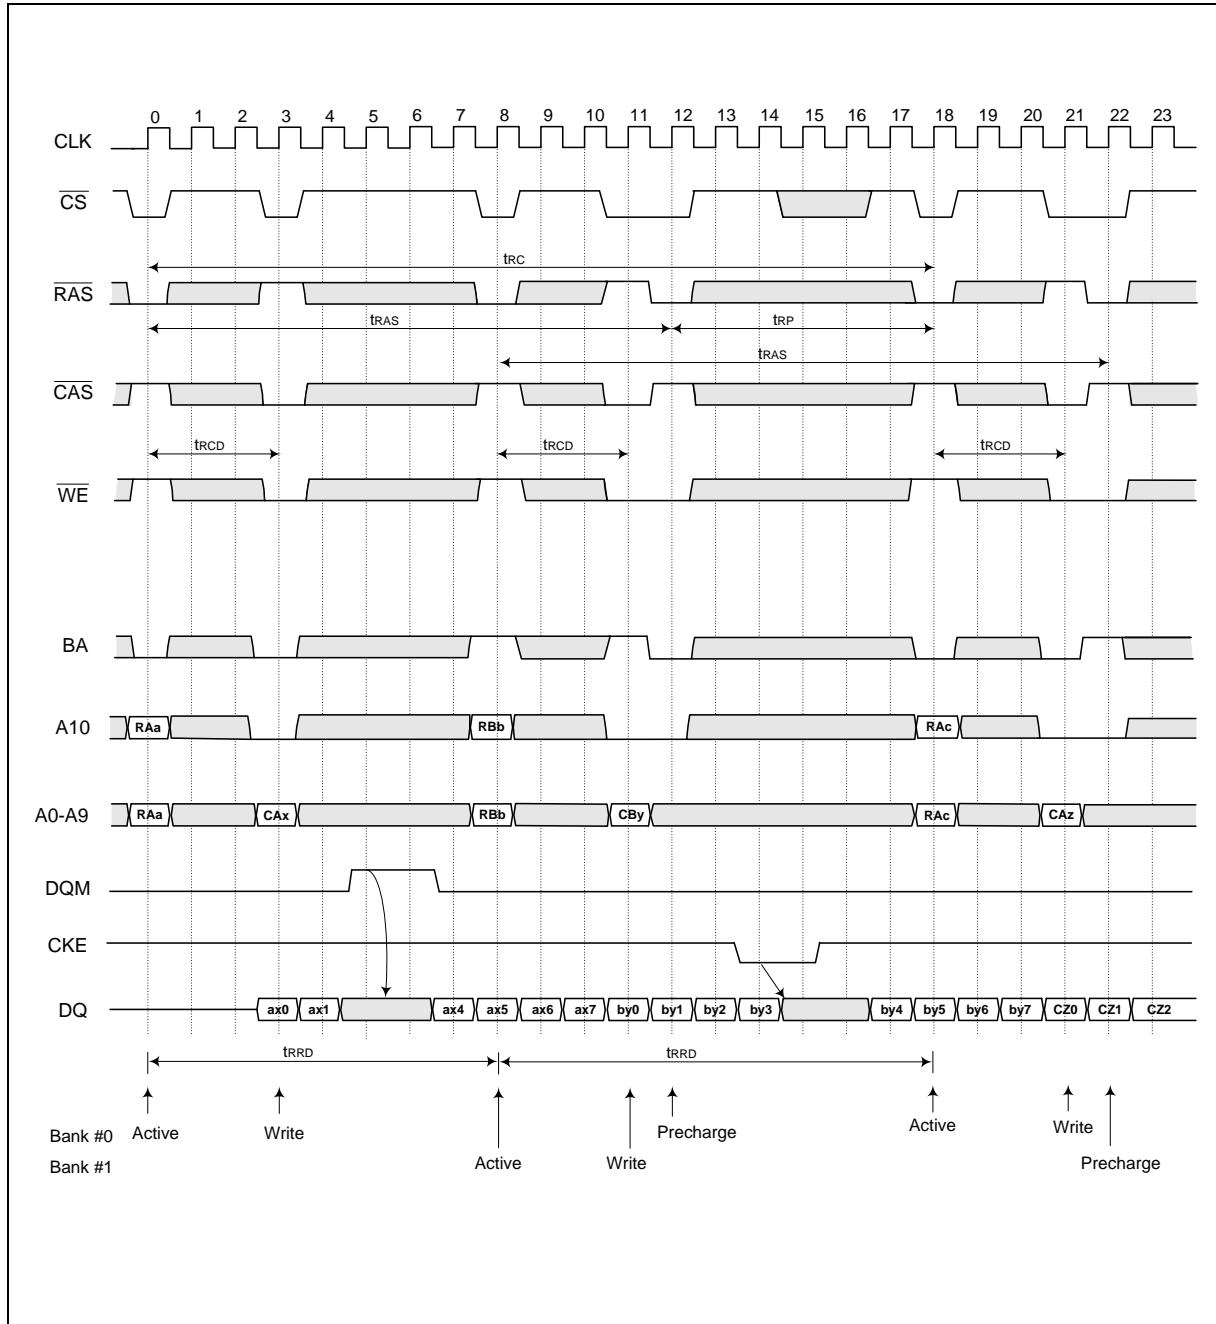 0 1 2 3 4 5 6 7 8 9 10 11 12 13 14 15 16 17 18 19 20 21 22 23
CLK
CS
tRC
RAS
tRAS tRP
tRAS
CAS
tRCD tRCD tRCD
WE
BA
A10 RAa RBb RAc
A0-A9 RAa CAx RBb CBy RAc CAz
DQM
CKE
DQ ax0 ax1 ax4 ax5 ax6 ax7 by0 by1 by2 by3 by4 by5 by6 by7 CZ0 CZ1 CZ2
tRRD tRRD
Bank #0 Active Write Precharge Active Write
Bank #1 Active Write Precharge